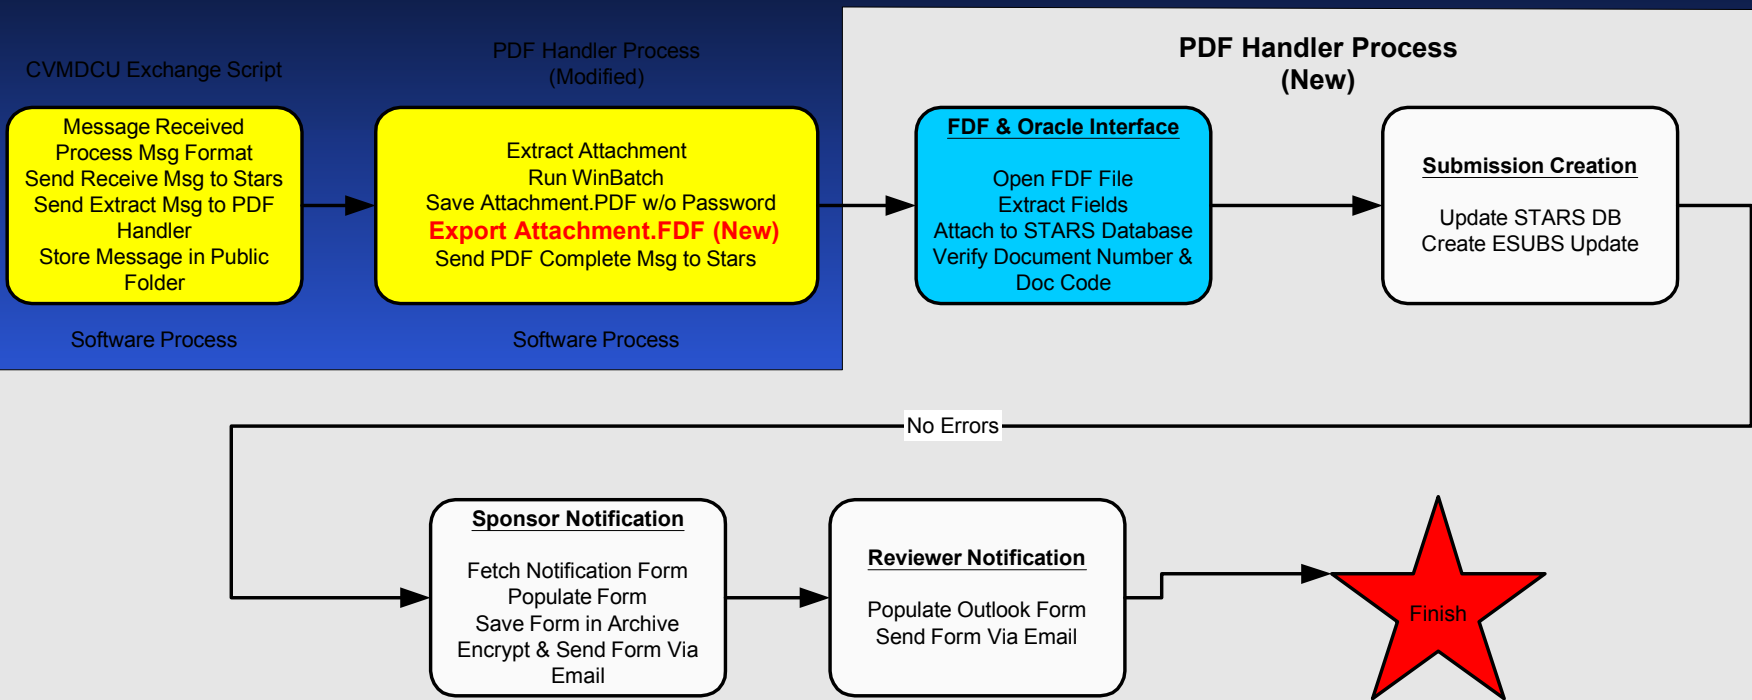 CVMDCU Exchange Script
Message Received
Process Msg Format
Send Receive Msg to Stars
Send Extract Msg to PDF
Handler
Store Message in Public
Folder
Software Process
PDF Handler Process
(Modified)
Extract Attachment
Run WinBatch
Save Attachment.PDF w/o Password
Export Attachment.FDF (New)
Send PDF Complete Msg to Stars
Software Process
PDF Handler Process
(New)
FDF & Oracle Interface
Open FDF File
Extract Fields
Attach to STARS Database
Verify Document Number &
Doc Code
Submission Creation
Update STARS DB
Create ESUBS Update
No Errors
Sponsor Notification
Fetch Notification Form
Populate Form
Save Form in Archive
Encrypt & Send Form Via
Email
Reviewer Notification
Populate Outlook Form
Send Form Via Email
Finish